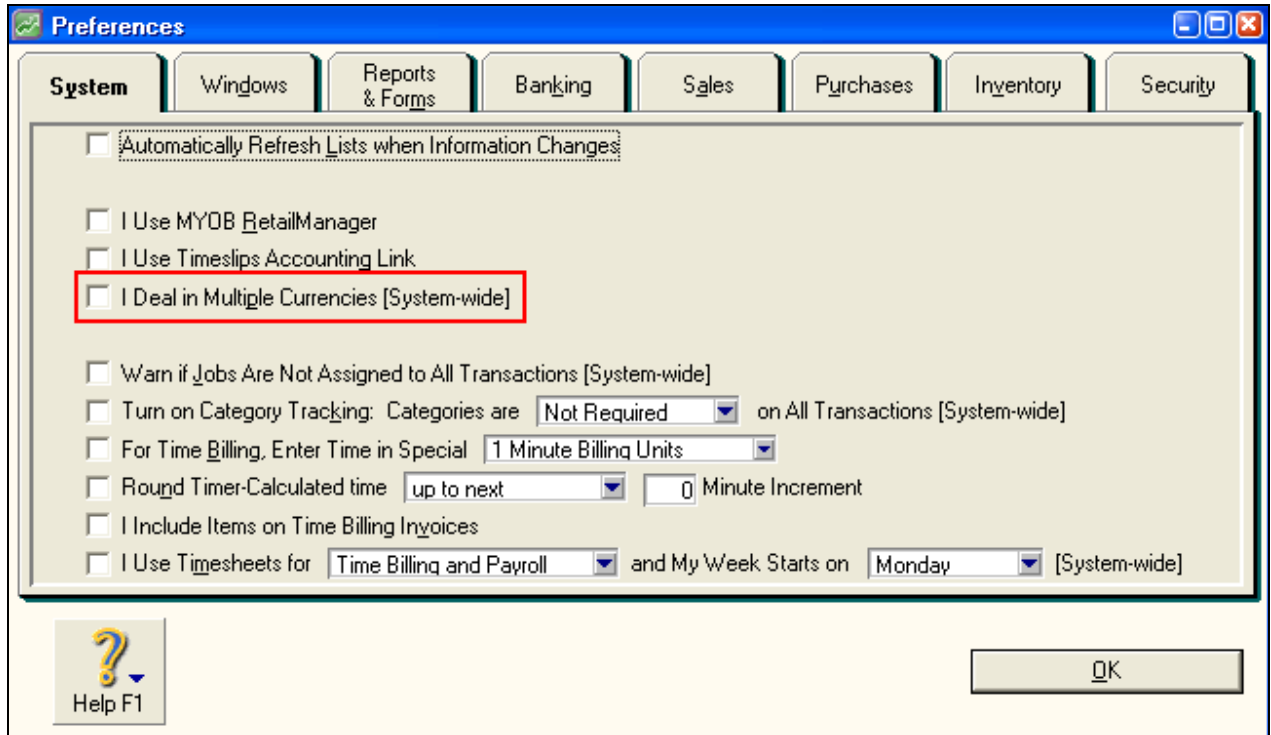 Preferences
System Windows Reports & Forms Banking Sales Purchases Inventory Security
Automatically Refresh Lists when Information Changes
I Use MYOB RetailManager
I Use Timeslips Accounting Link
I Deal in Multiple Currencies [System-wide]
Warn if Jobs Are Not Assigned to All Transactions [System-wide]
Turn on Category Tracking: Categories are Not Required on All Transactions [System-wide]
For Time Billing, Enter Time in Special 1 Minute Billing Units
Round Timer-Calculated time up to next 0 Minute Increment
I Include Items on Time Billing Invoices
I Use Timesheets for Time Billing and Payroll and My Week Starts on Monday [System-wide]
Help F1
OK